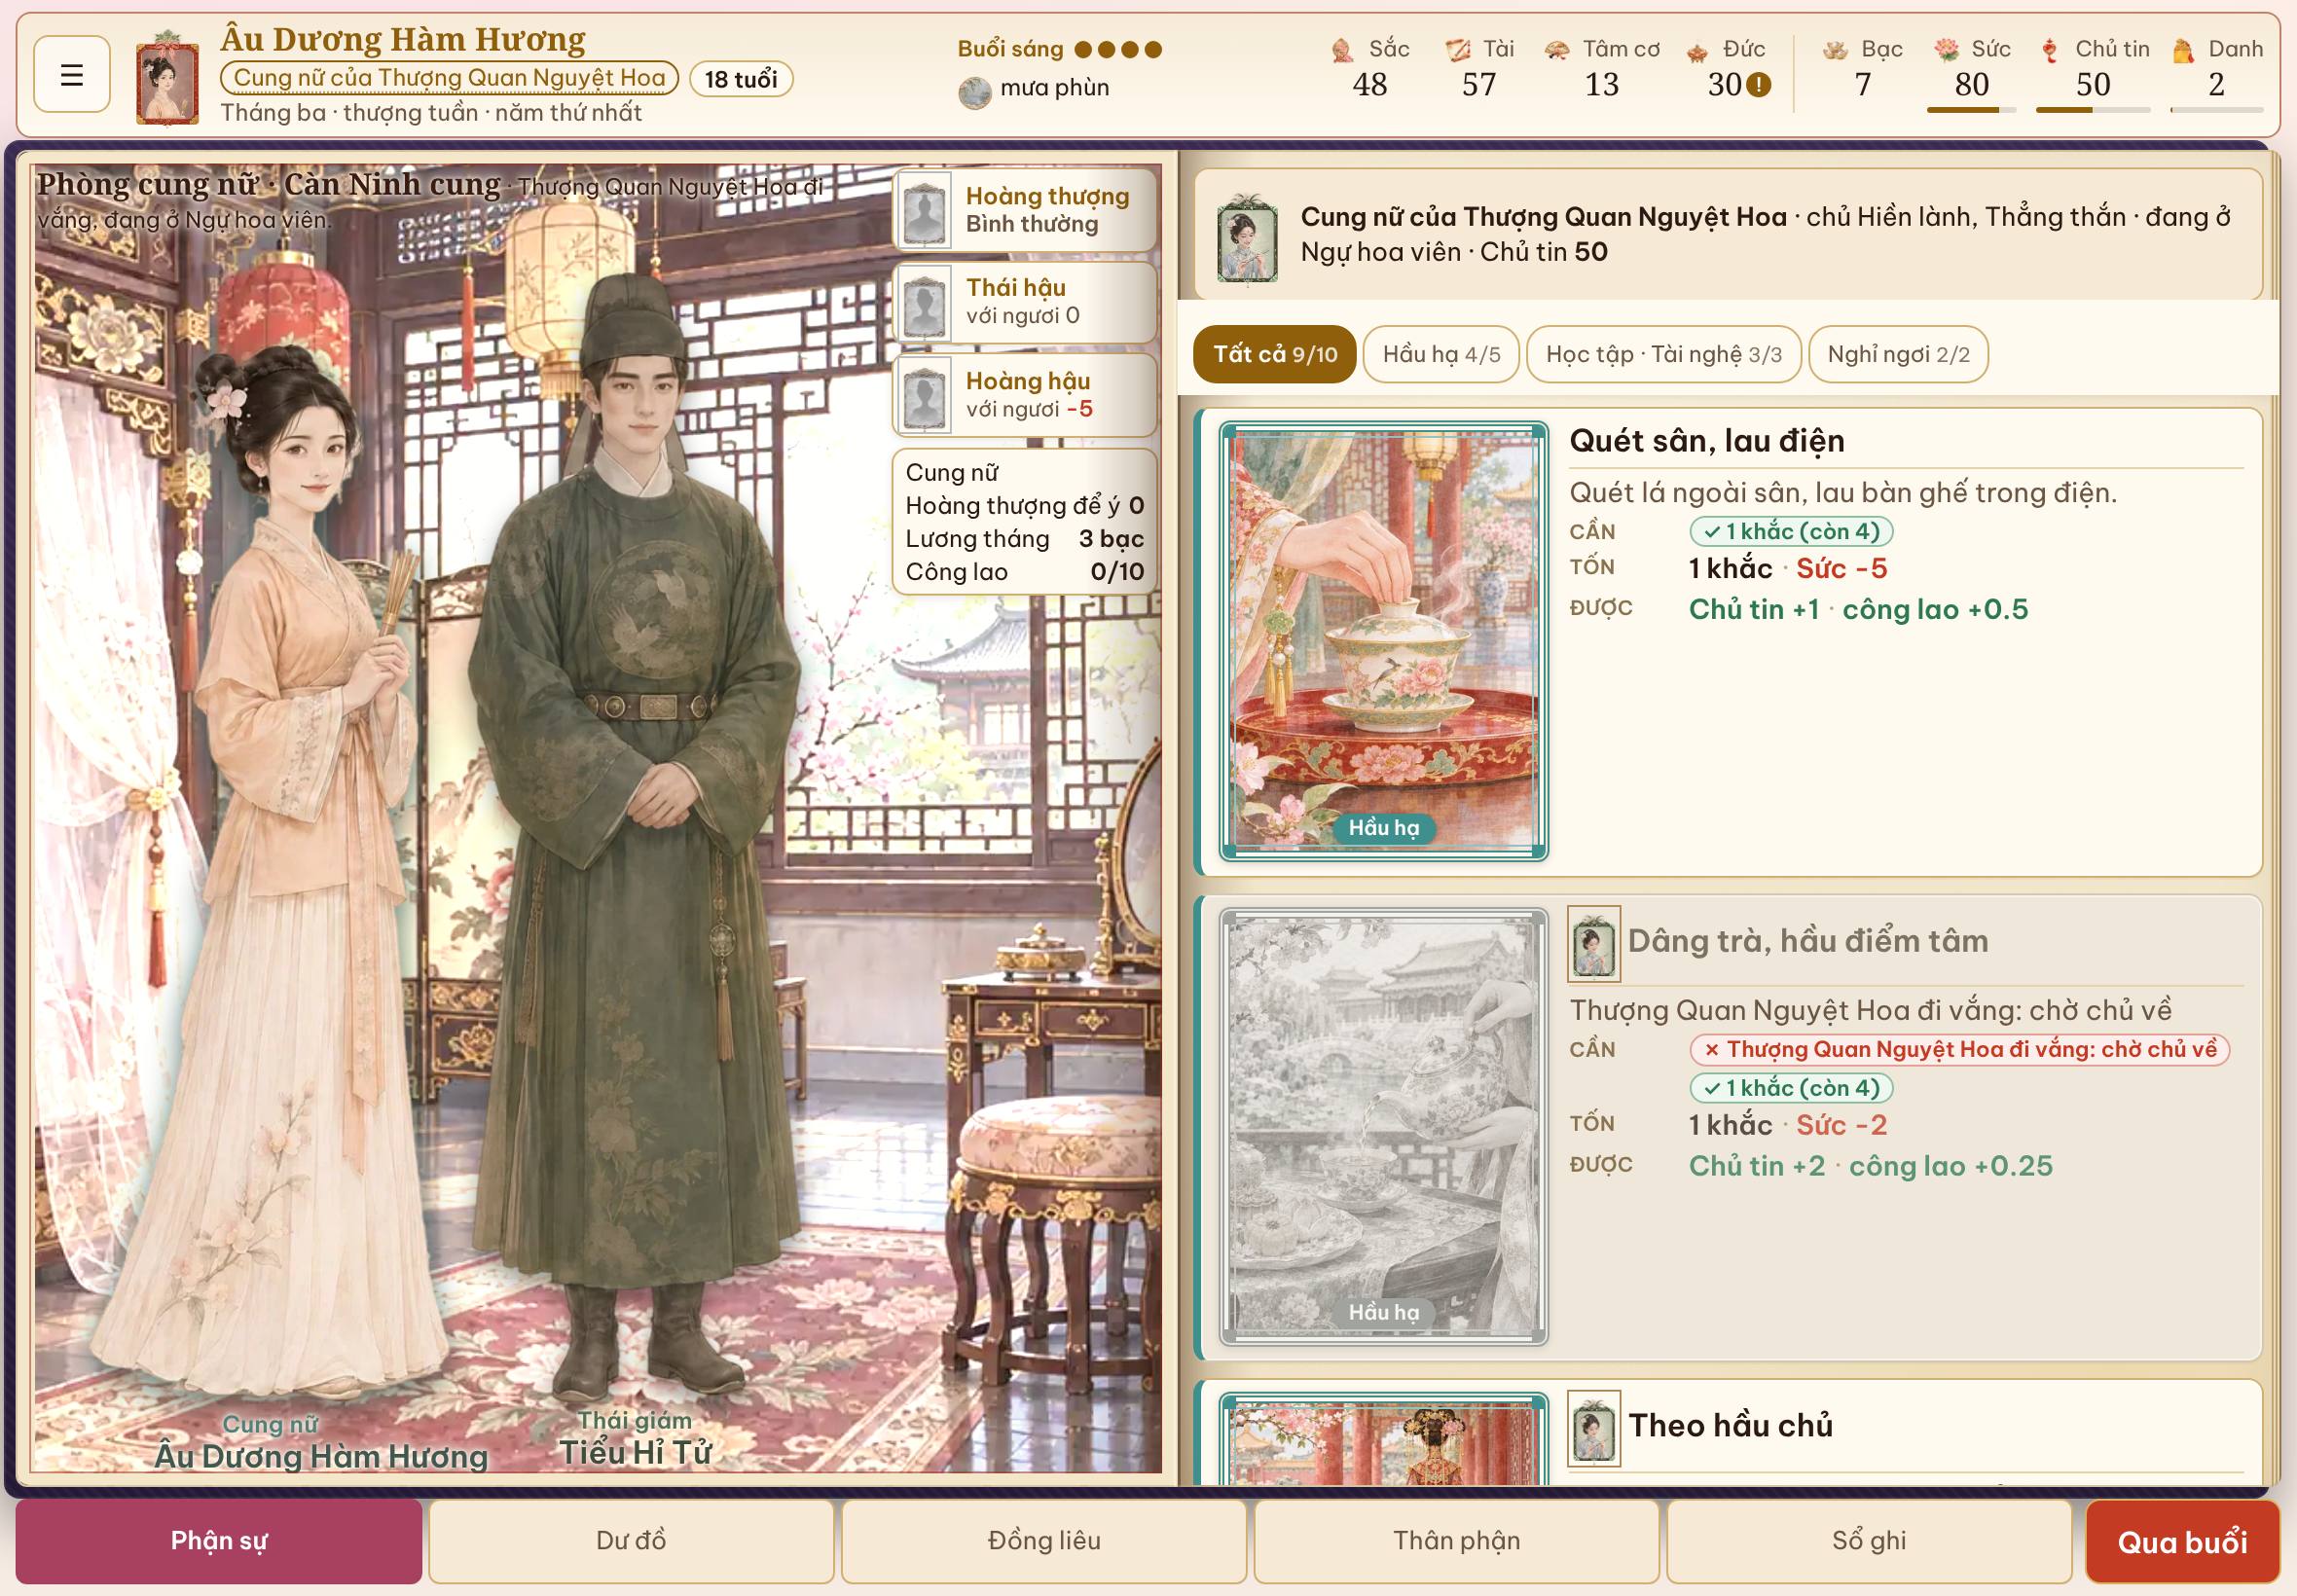 ☰
Âu Dương Hàm Hương
Cung nữ của Thượng Quan Nguyệt Hoa
18 tuổi
Tháng ba · thượng tuần · năm thứ nhất
Buổi sáng
mưa phùn
Sắc
48
Tài
57
Tâm cơ
13
Đức
30 !
Bạc
7
Sức
80
Chủ tin
50
Danh
2
Phòng cung nữ · Càn Ninh cung · Thượng Quan Nguyệt Hoa đi
vắng, đang ở Ngự hoa viên.
Hoàng thượng
Bình thường
Thái hậu
với ngươi 0
Hoàng hậu
với ngươi -5
Cung nữ
Hoàng thượng để ý 0
Lương tháng 3 bạc
Công lao 0/10
Cung nữ
Âu Dương Hàm Hương
Thái giám
Tiểu Hỉ Tử
Cung nữ của Thượng Quan Nguyệt Hoa · chủ Hiền lành, Thẳng thắn · đang ở
Ngự hoa viên · Chủ tin 50
Tất cả 9/10
Hầu hạ 4/5
Học tập · Tài nghệ 3/3
Nghỉ ngơi 2/2
Hầu hạ
Quét sân, lau điện
Quét lá ngoài sân, lau bàn ghế trong điện.
CẦN ✓ 1 khắc (còn 4)
TỐN 1 khắc · Sức -5
ĐƯỢC Chủ tin +1 · công lao +0.5
Hầu hạ
Dâng trà, hầu điểm tâm
Thượng Quan Nguyệt Hoa đi vắng: chờ chủ về
CẦN × Thượng Quan Nguyệt Hoa đi vắng: chờ chủ về
✓ 1 khắc (còn 4)
TỐN 1 khắc · Sức -2
ĐƯỢC Chủ tin +2 · công lao +0.25
Theo hầu chủ
Phận sự
Dư đồ
Đồng liêu
Thân phận
Sổ ghi
Qua buổi